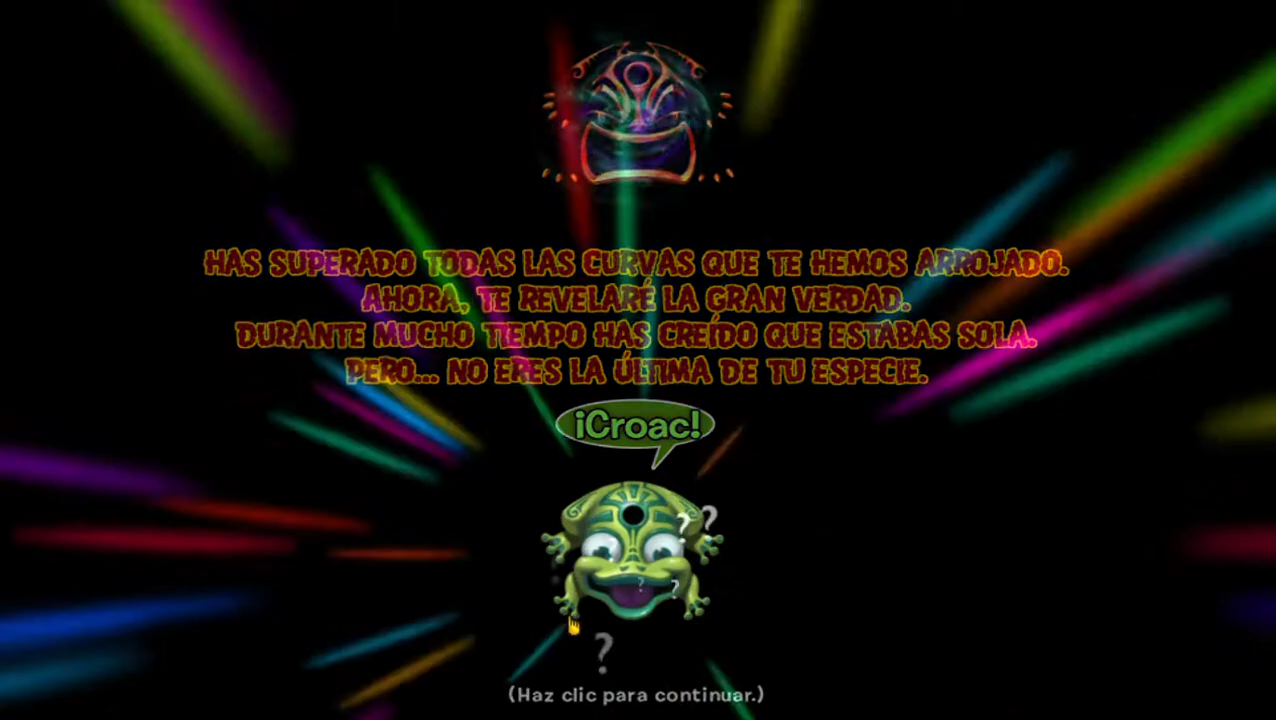 HAS SUPERADO TODAS LAS CURVAS QUE TE HEMOS ARROJADO.
AHORA, TE REVELARÉ LA GRAN VERDAD.
DURANTE MUCHO TIEMPO HAS CREÍDO QUE ESTABAS SOLA.
PERO... NO ERES LA ÚLTIMA DE TU ESPECIE.
¡Croac!
? ?
? ?
?
(Haz clic para continuar.)